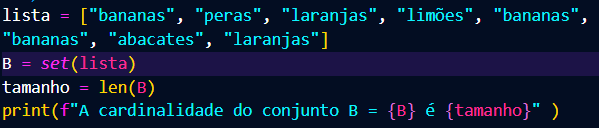 lista = ["bananas", "peras", "laranjas", "limões", "bananas",
"bananas", "abacates", "laranjas"]
B = set(lista)
tamanho = len(B)
print(f"A cardinalidade do conjunto B = {B} é {tamanho}" )